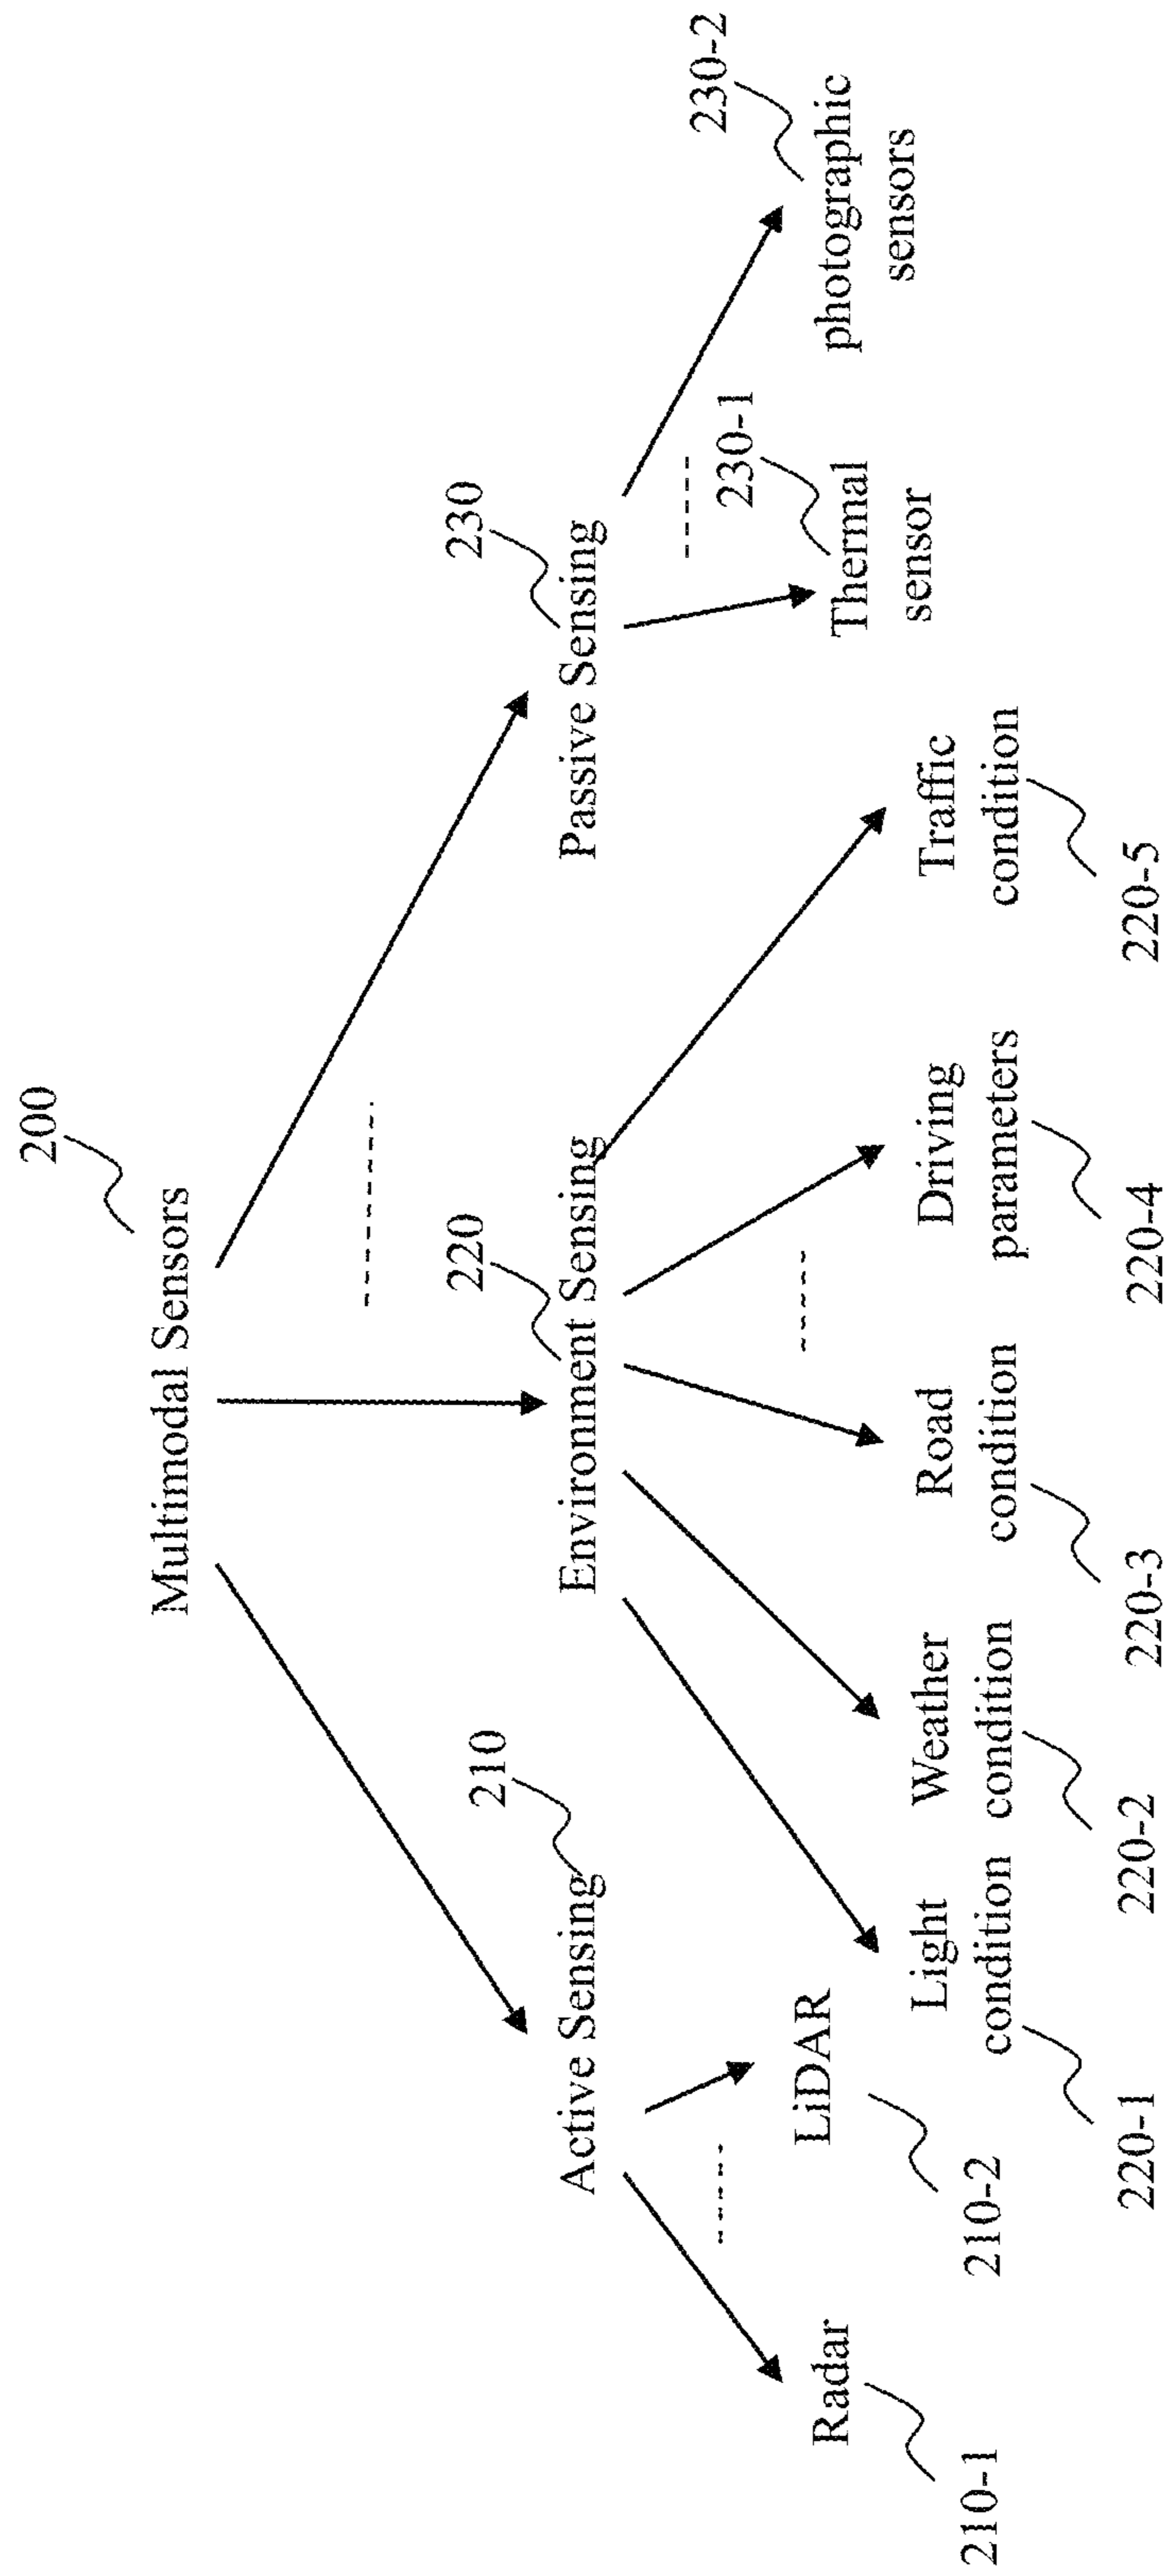 200
Multimodal Sensors
210
220
230
Active Sensing
Environment Sensing
Passive Sensing
230-1
230-2
Radar
LiDAR
Thermal
sensor
photographic
sensors
210-1
210-2
Light
condition
Weather
condition
Road
condition
Driving
parameters
Traffic
condition
220-1
220-2
220-3
220-4
220-5